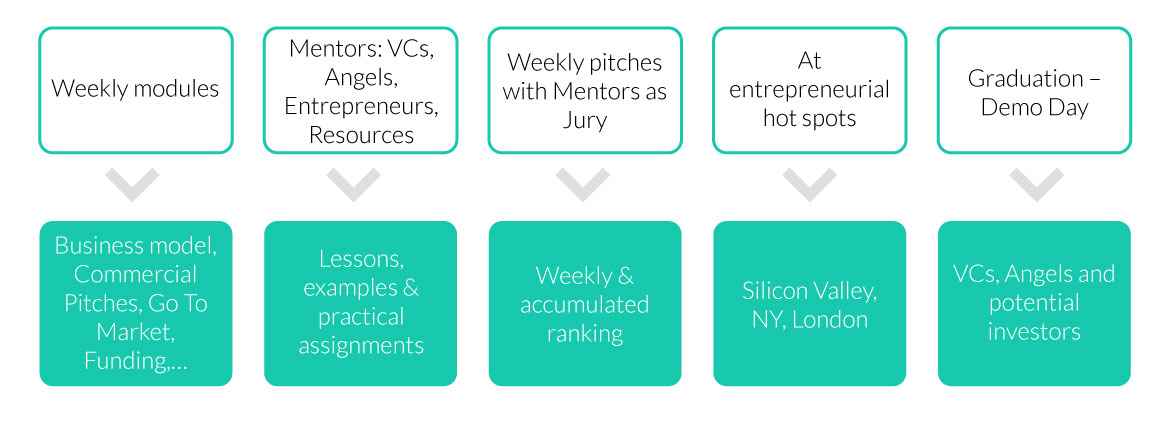 Weekly modules
Mentors: VCs,
Angels,
Entrepreneurs,
Resources
Weekly pitches
with Mentors as
Jury
At
entrepreneurial
hot spots
Graduation –
Demo Day
Business model,
Commercial
Pitches, Go To
Market,
Funding,...
Lessons,
examples &
practical
assignments
Weekly &
accumulated
ranking
Silicon Valley,
NY, London
VCs, Angels and
potential
investors